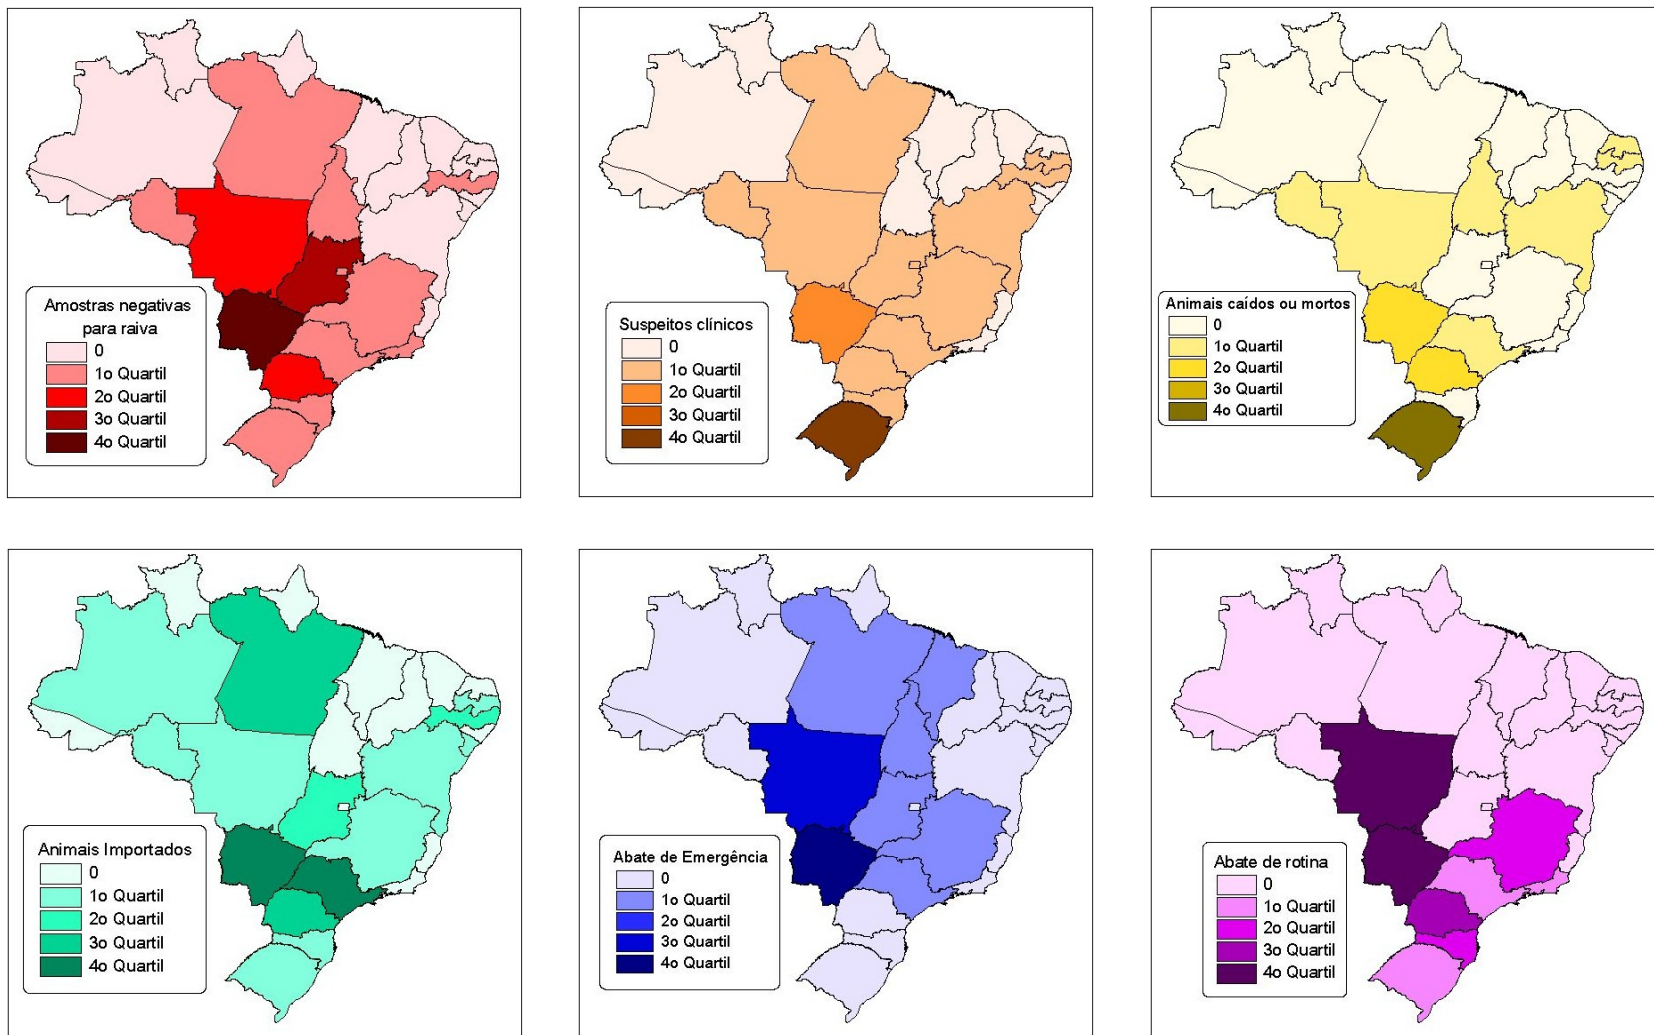 Amostras negativas
para raiva
0
1o Quartil
2o Quartil
3o Quartil
4o Quartil
Suspeitos clínicos
0
1o Quartil
2o Quartil
3o Quartil
4o Quartil
Animais caídos ou mortos
0
1o Quartil
2o Quartil
3o Quartil
4o Quartil
Animais Importados
0
1o Quartil
2o Quartil
3o Quartil
4o Quartil
Abate de Emergência
0
1o Quartil
2o Quartil
3o Quartil
4o Quartil
Abate de rotina
0
1o Quartil
2o Quartil
3o Quartil
4o Quartil